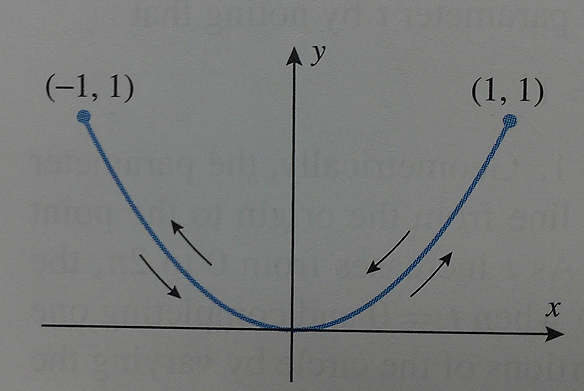 y
(−1, 1)
(1, 1)
x